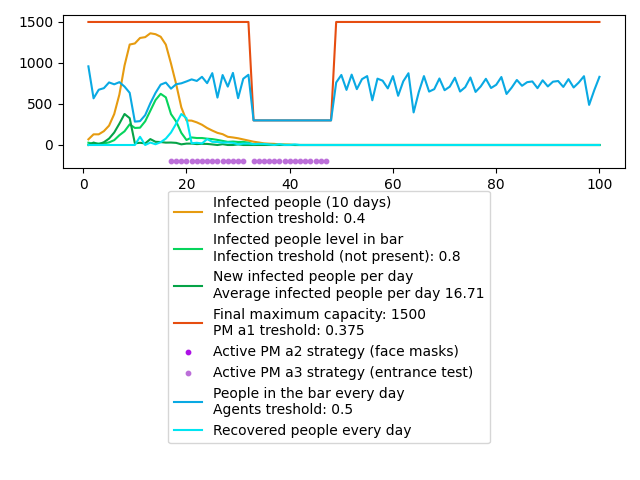 1500
1000
500
0
0 20 40 60 80 100
Infected people (10 days)
Infection treshold: 0.4
Infected people level in bar
Infection treshold (not present): 0.8
New infected people per day
Average infected people per day 16.71
Final maximum capacity: 1500
PM a1 treshold: 0.375
Active PM a2 strategy (face masks)
Active PM a3 strategy (entrance test)
People in the bar every day
Agents treshold: 0.5
Recovered people every day